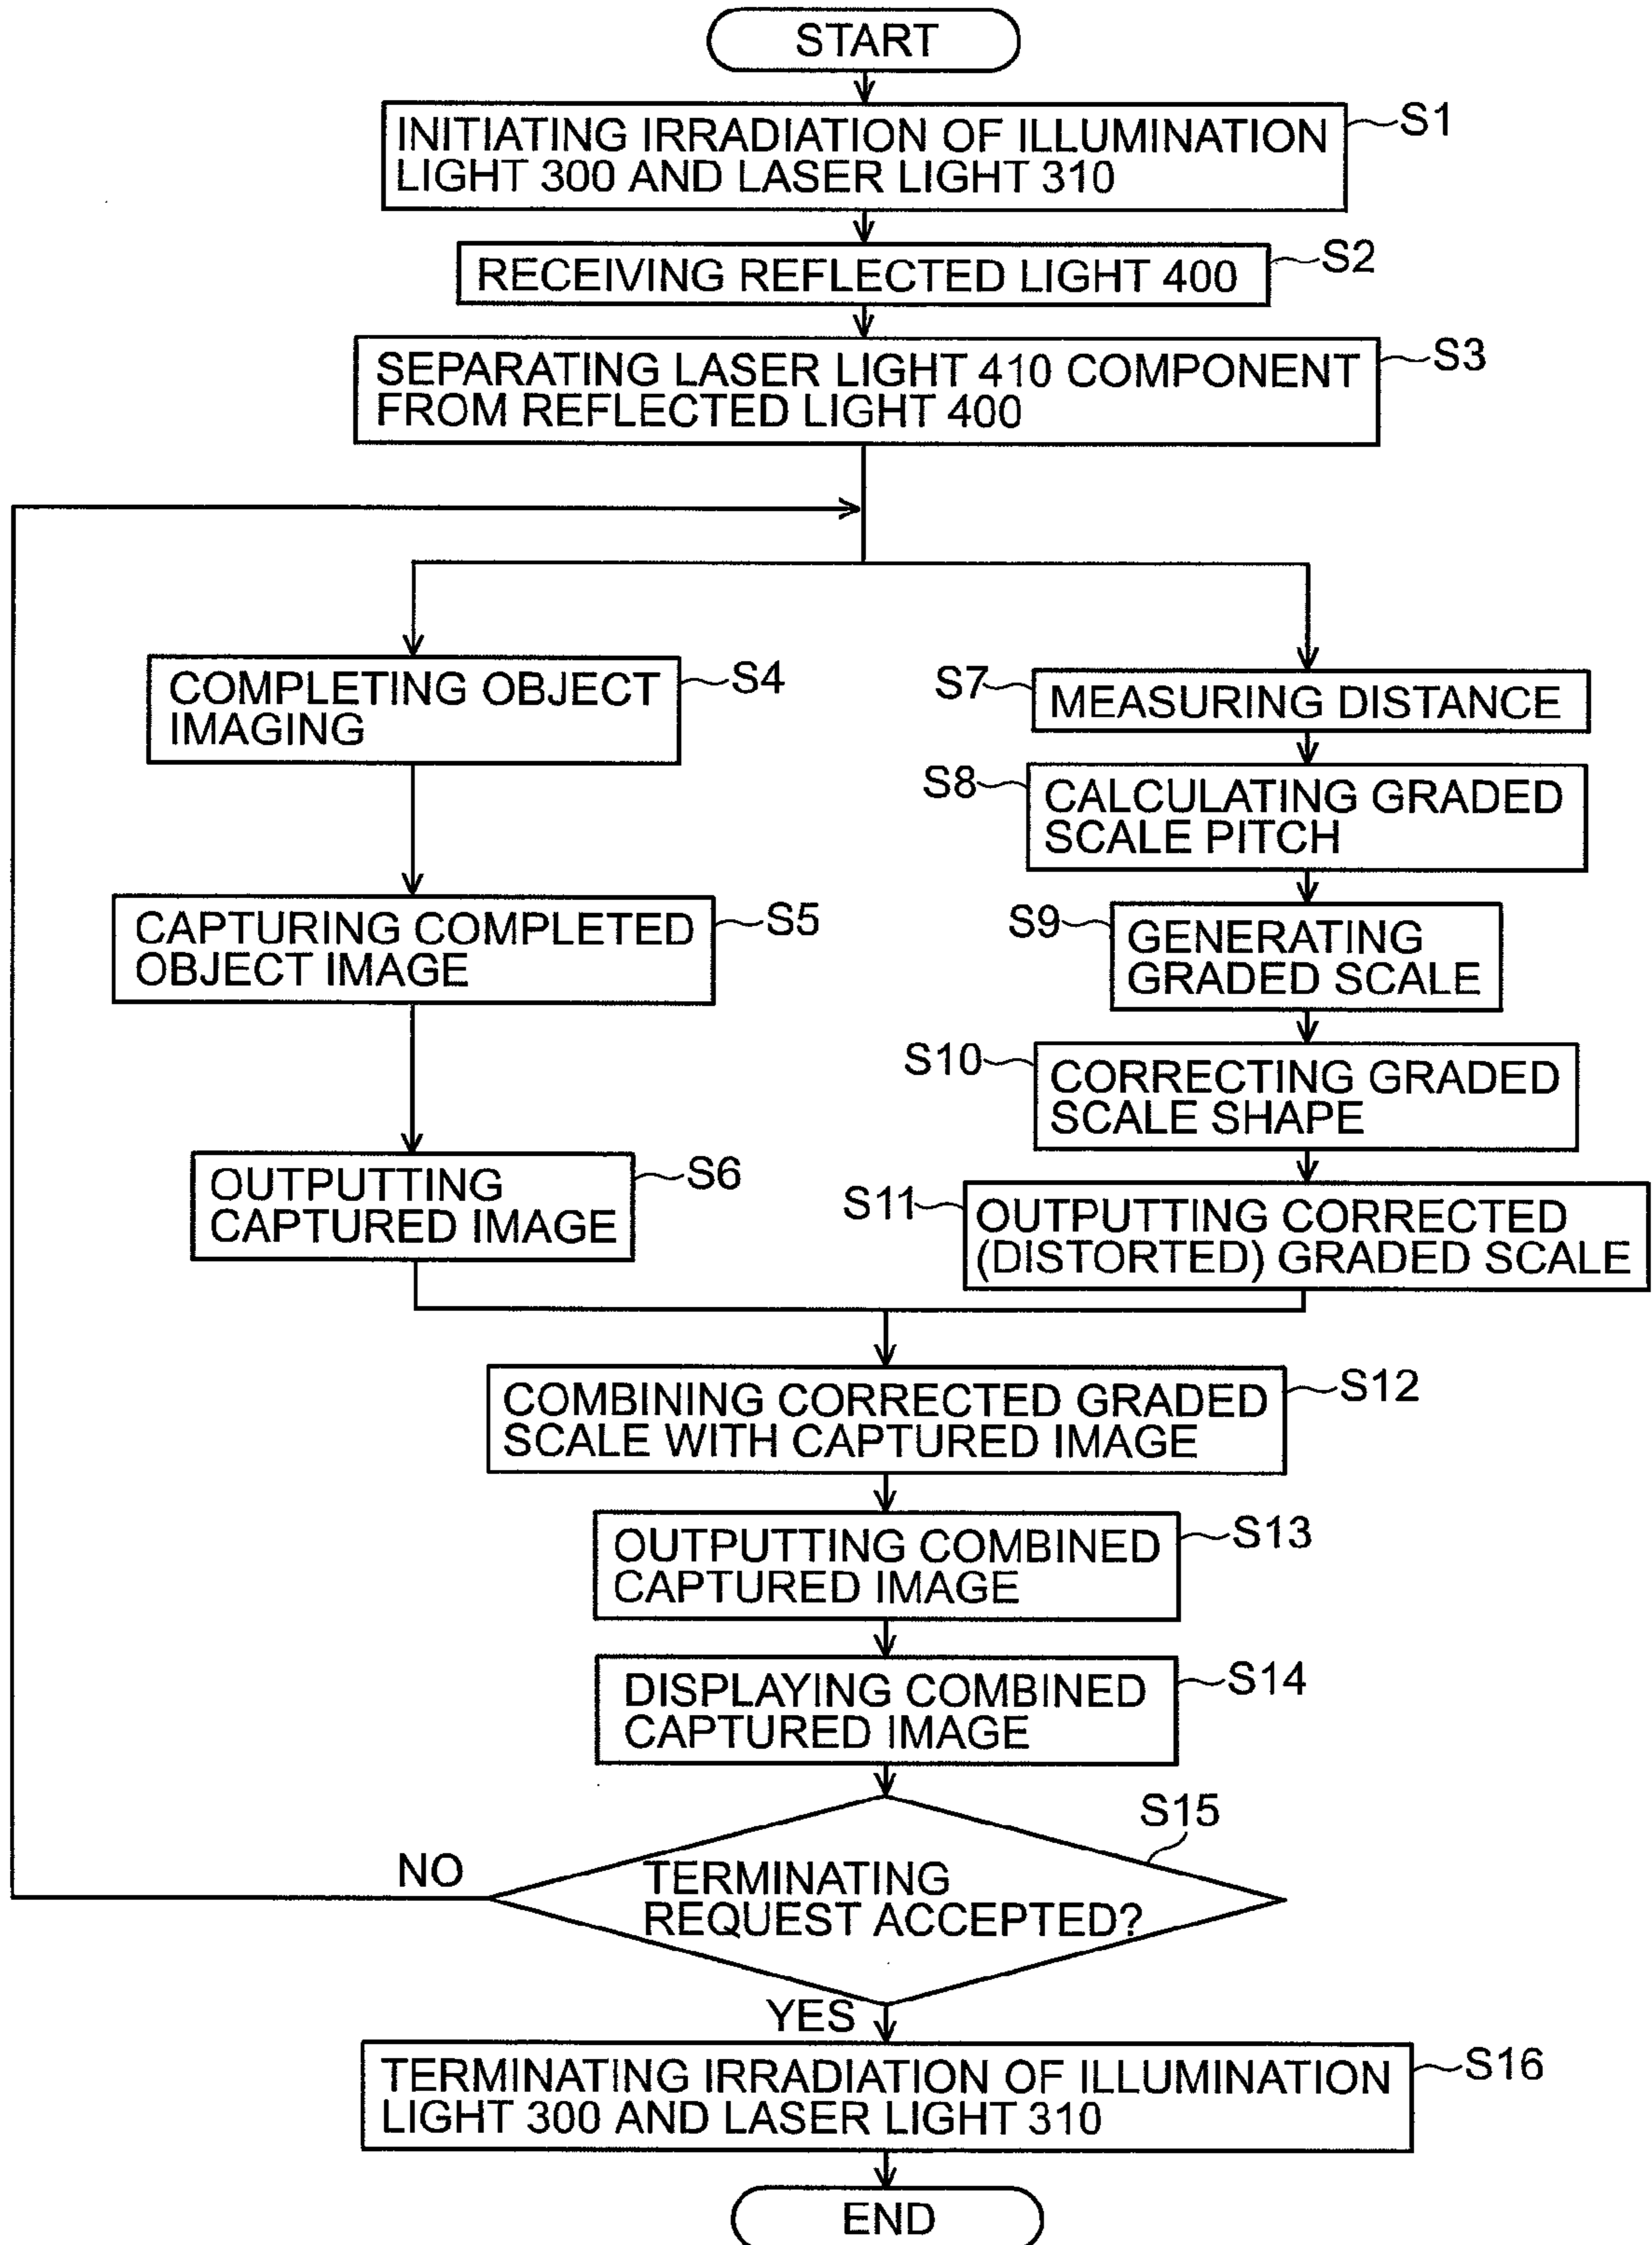 START
INITIATING IRRADIATION OF ILLUMINATION
LIGHT 300 AND LASER LIGHT 310
S1
RECEIVING REFLECTED LIGHT 400
S2
SEPARATING LASER LIGHT 410 COMPONENT
FROM REFLECTED LIGHT 400
S3
COMPLETING OBJECT
IMAGING
S4
CAPTURING COMPLETED
OBJECT IMAGE
S5
OUTPUTTING
CAPTURED IMAGE
S6
S7
MEASURING DISTANCE
S8
CALCULATING GRADED
SCALE PITCH
S9
GENERATING
GRADED SCALE
S10
CORRECTING GRADED
SCALE SHAPE
S11
OUTPUTTING CORRECTED
(DISTORTED) GRADED SCALE
COMBINING CORRECTED GRADED
SCALE WITH CAPTURED IMAGE
S12
OUTPUTTING COMBINED
CAPTURED IMAGE
S13
DISPLAYING COMBINED
CAPTURED IMAGE
S14
S15
NO
TERMINATING
REQUEST ACCEPTED?
YES
TERMINATING IRRADIATION OF ILLUMINATION
LIGHT 300 AND LASER LIGHT 310
S16
END